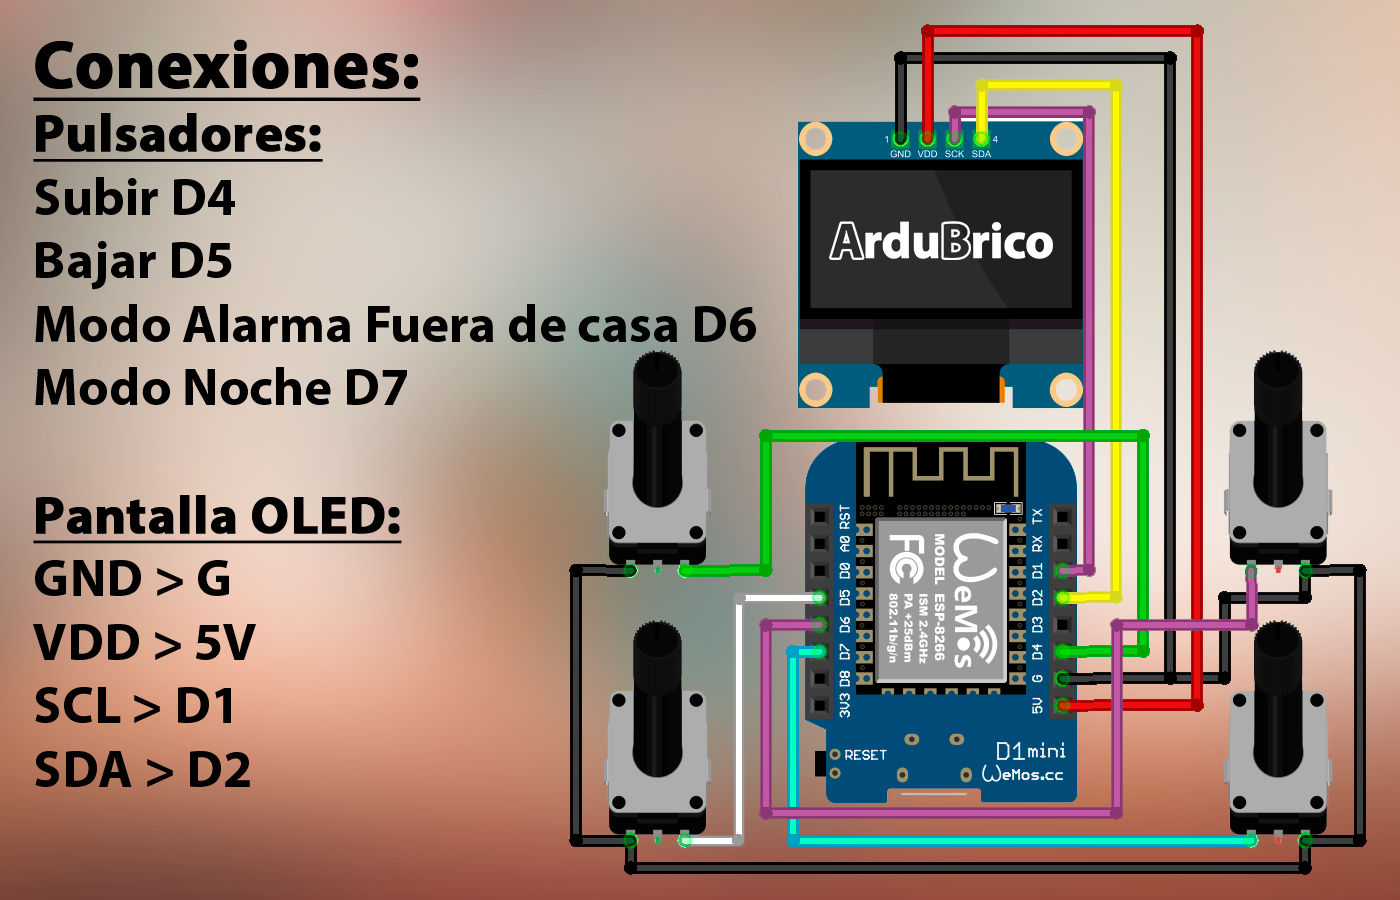 Conexiones:
Pulsadores:
Subir D4
Bajar D5
Modo Alarma Fuera de casa D6
Modo Noche D7
Pantalla OLED:
GND > G
VDD > 5V
SCL > D1
SDA > D2
1 4
GND VDD SCK SDA
ArduBrico
RST
A0
D0
D5
D6
D7
D8
3V3
TX
RX
D1
D2
D3
D4
G
5V
WeMos
MODEL ESP-8266
ISM 2.4GHz
PA +25dBm
802.11b/g/n
FC
RESET
D1 mini
WeMos.cc